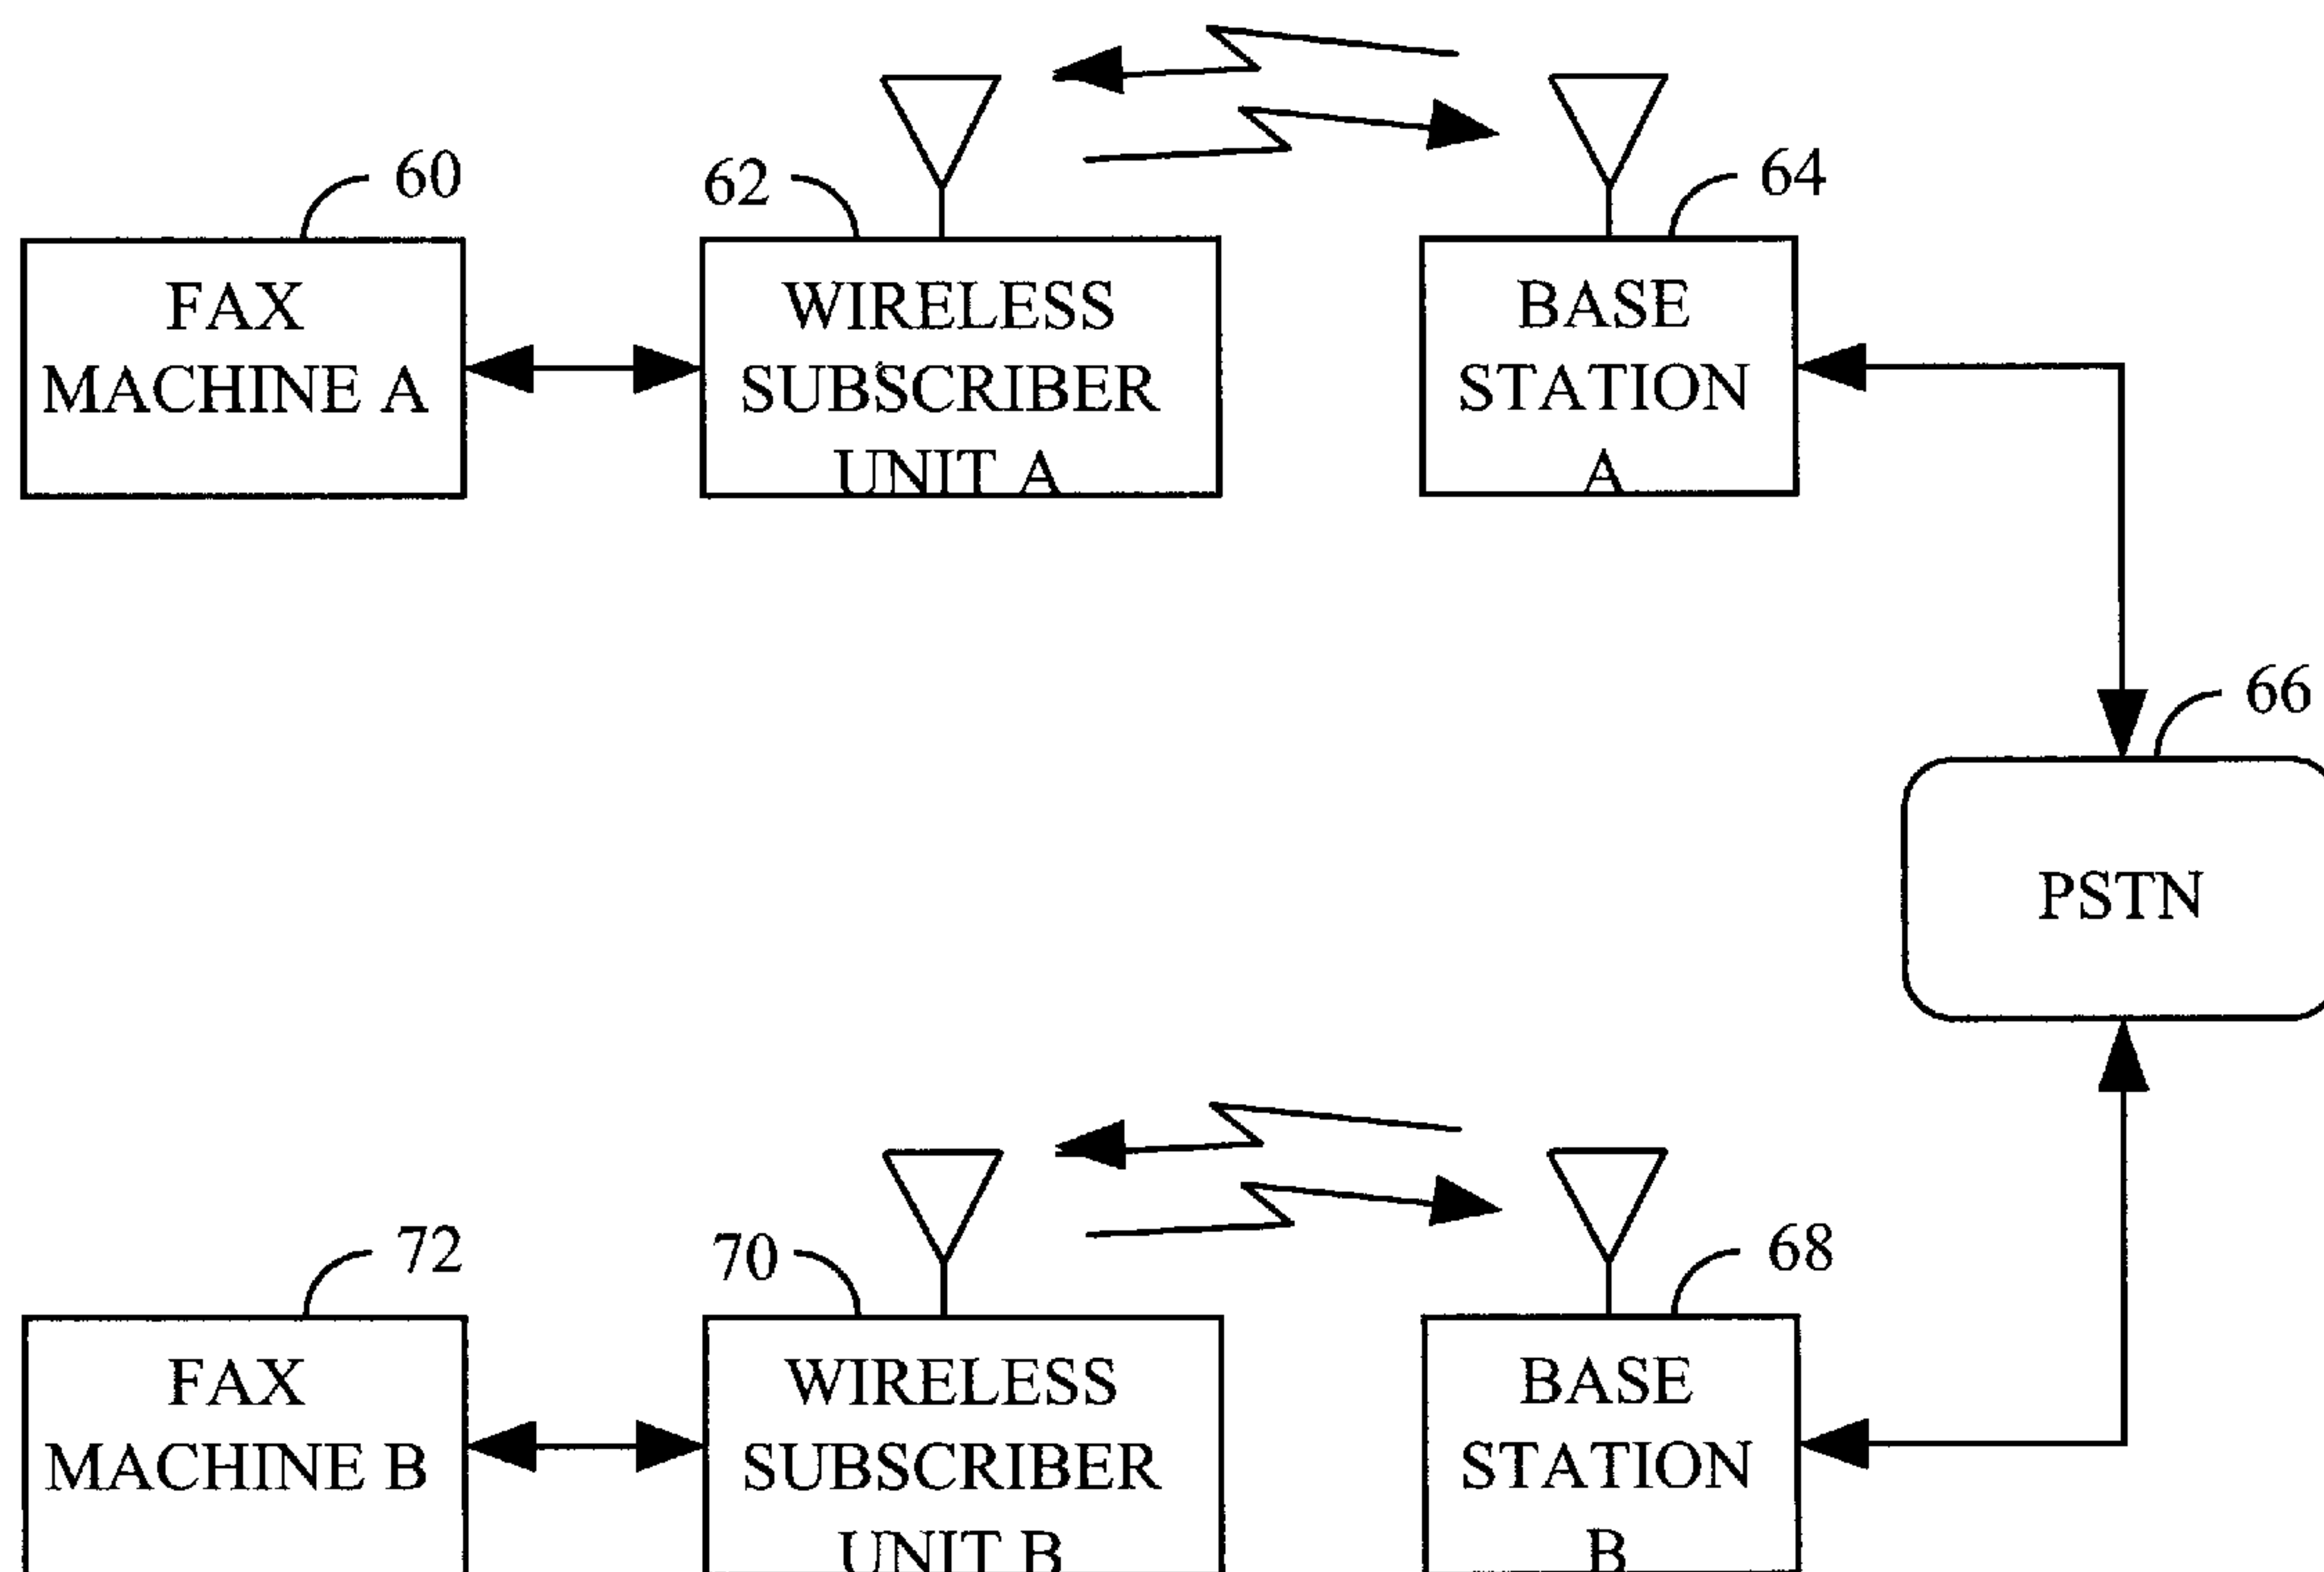 60
62
64
FAX
MACHINE A
WIRELESS
SUBSCRIBER
UNIT A
BASE
STATION
A
66
PSTN
72
70
68
FAX
MACHINE B
WIRELESS
SUBSCRIBER
UNIT B
BASE
STATION
B